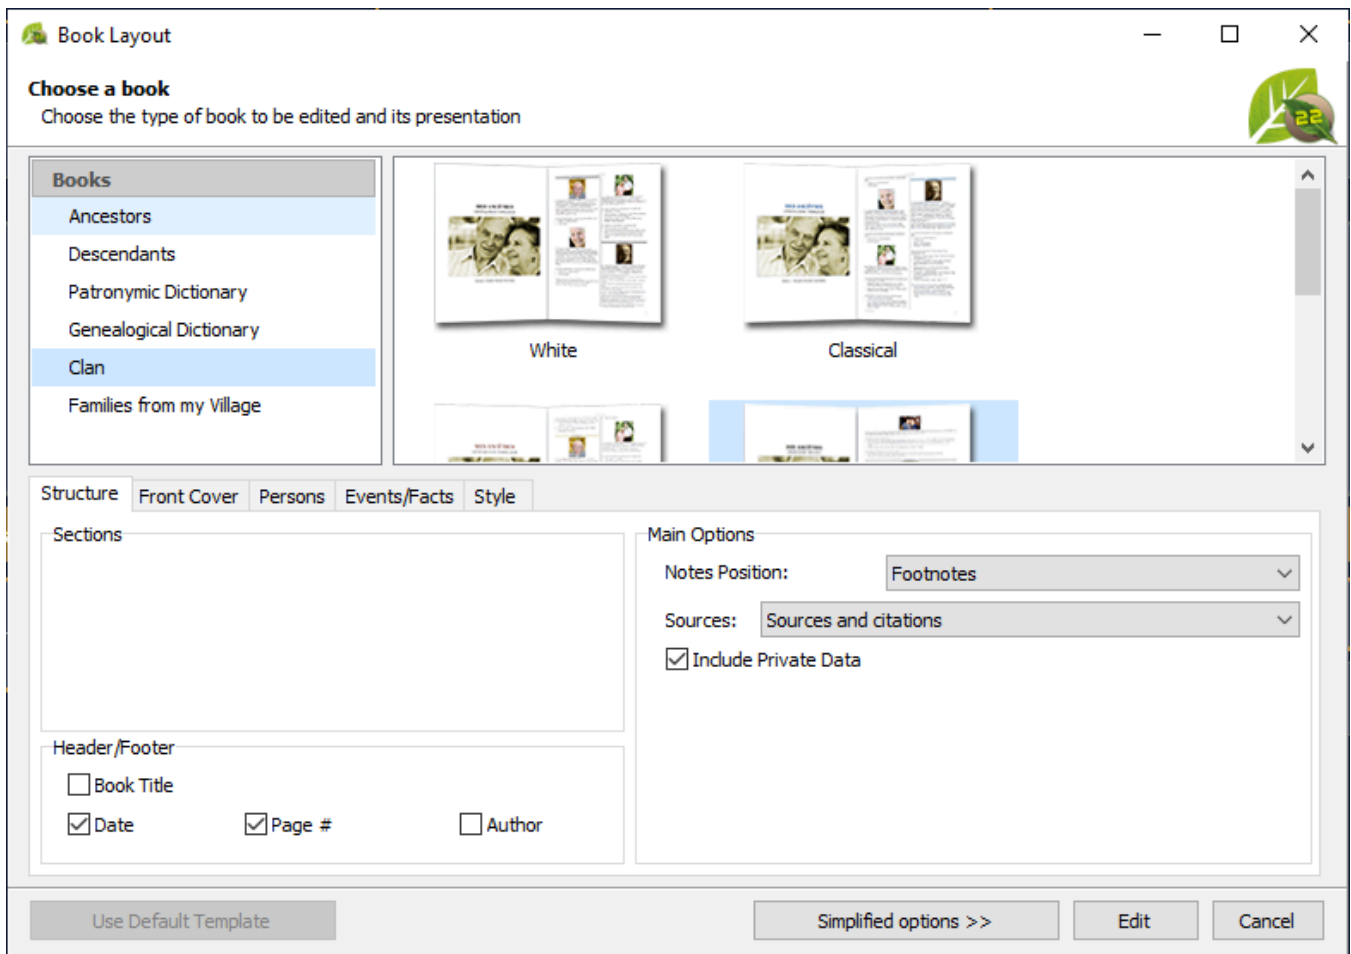 Book Layout
Choose a book
Choose the type of book to be edited and its presentation
22
Books
Ancestors
Descendants
Patronymic Dictionary
Genealogical Dictionary
Clan
Families from my Village
White
Classical
Structure
Front Cover
Persons
Events/Facts
Style
Sections
Header/Footer
Book Title
Date
Page #
Author
Main Options
Notes Position:
Footnotes
Sources:
Sources and citations
Include Private Data
Use Default Template
Simplified options >>
Edit
Cancel